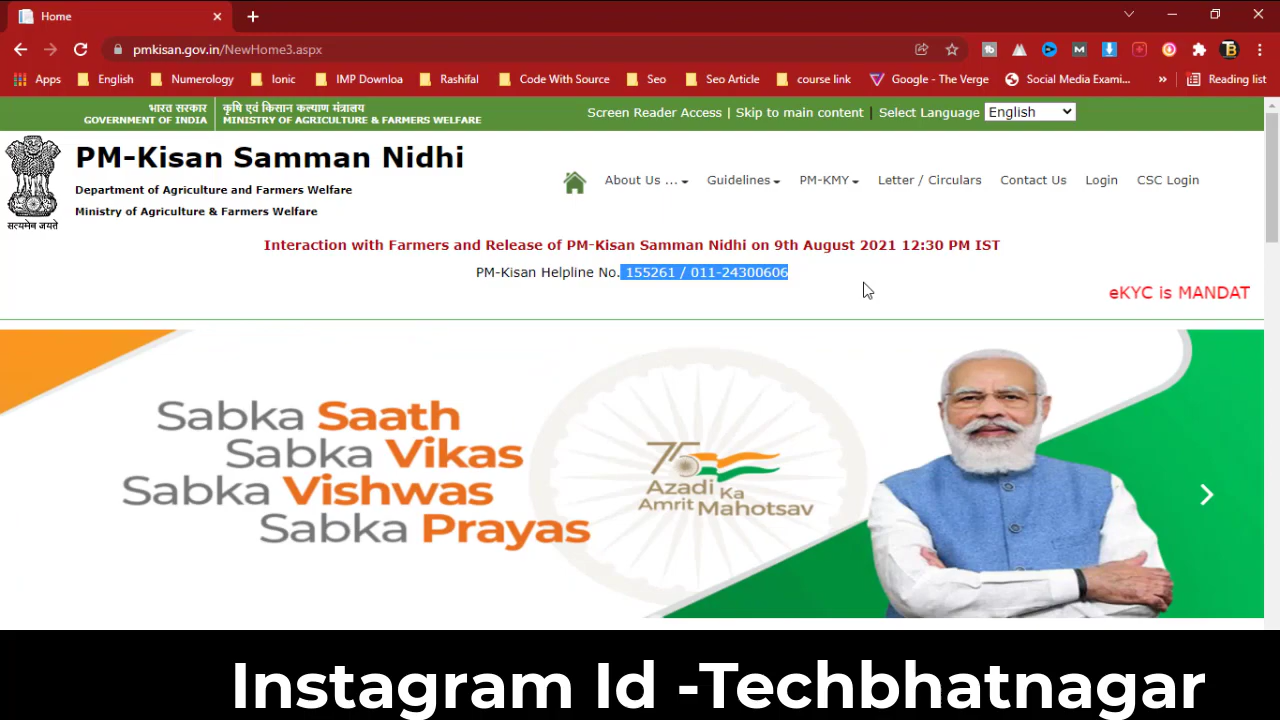 Home
pmkisan.gov.in/NewHome3.aspx
Apps English Numerology Ionic IMP Downloa Rashifal Code With Source Seo Seo Article course link Google - The Verge Social Media Exami... » Reading list
भारत सरकार
GOVERNMENT OF INDIA
कृषि एवं किसान कल्याण मंत्रालय
MINISTRY OF AGRICULTURE & FARMERS WELFARE
Screen Reader Access | Skip to main content | Select Language English
PM-Kisan Samman Nidhi
Department of Agriculture and Farmers Welfare
Ministry of Agriculture & Farmers Welfare
सत्यमेव जयते
About Us ... Guidelines PM-KMY Letter / Circulars Contact Us Login CSC Login
Interaction with Farmers and Release of PM-Kisan Samman Nidhi on 9th August 2021 12:30 PM IST
PM-Kisan Helpline No. 155261 / 011-24300606
eKYC is MANDAT
Sabka Saath
Sabka Vikas
Sabka Vishwas
Sabka Prayas
75
Azadi Ka
Amrit Mahotsav
Instagram Id -Techbhatnagar